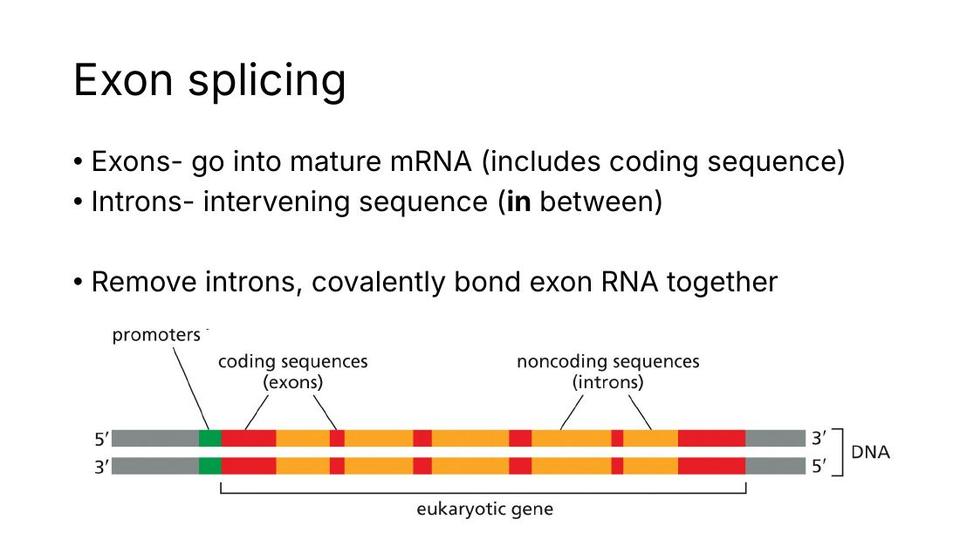 Exon splicing
• Exons- go into mature mRNA (includes coding sequence)
• Introns- intervening sequence (in between)
• Remove introns, covalently bond exon RNA together
promoters
coding sequences
(exons)
noncoding sequences
(introns)
5′
3′
3′
5′
DNA
eukaryotic gene